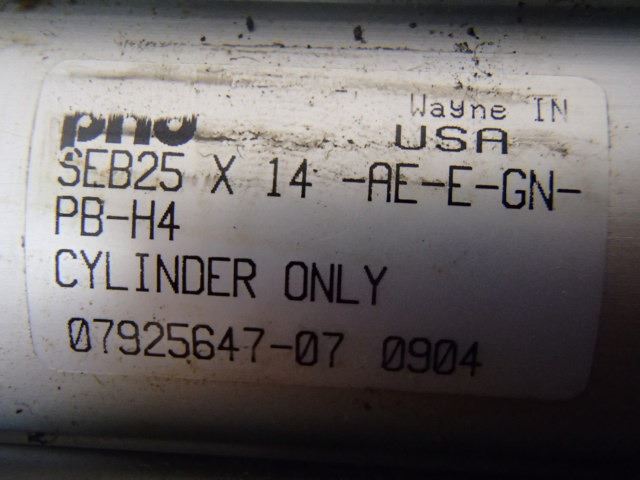 phd
Wayne IN
USA
SEB25 X 14 -AE-E-GN-
PB-H4
CYLINDER ONLY
07925647-07 0904